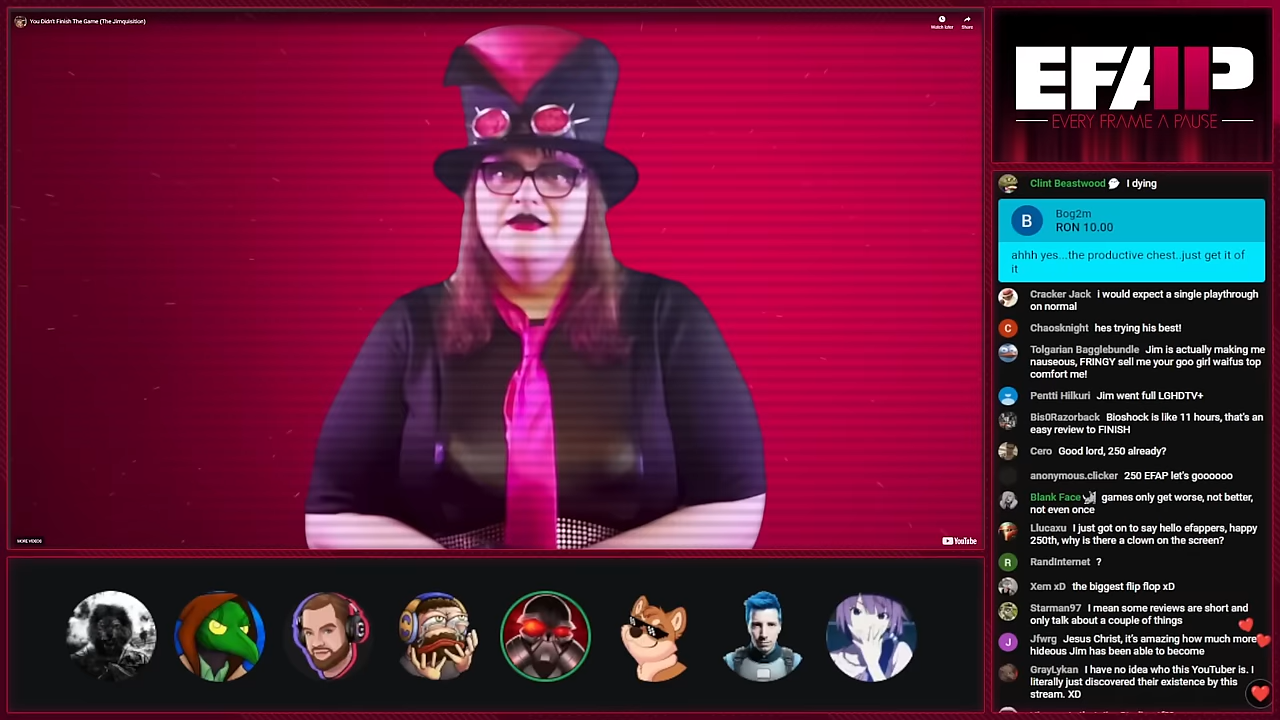 You Didn't Finish The Game (The Jimquisition)
Watch later
Share
MORE VIDEOS
YouTube
EFAP
EVERY FRAME A PAUSE
Clint Beastwood I dying
B
Bog2m
RON 10.00
ahhh yes...the productive chest..just get it of
it
Cracker Jack i would expect a single playthrough
on normal
C
Chaosknight hes trying his best!
Tolgarian Bagglebundle Jim is actually making me
nauseous, FRINGY sell me your goo girl waifus top
comfort me!
Pentti Hilkuri Jim went full LGHDTV+
Bis0Razorback Bioshock is like 11 hours, that's an
easy review to FINISH
Cero Good lord, 250 already?
anonymous.clicker 250 EFAP let's goooooo
Blank Face games only get worse, not better,
not even once
Llucaxu I just got on to say hello efappers, happy
250th, why is there a clown on the screen?
R
RandInternet ?
Xem xD the biggest flip flop xD
Starman97 I mean some reviews are short and
only talk about a couple of things
J
Jfwrg Jesus Christ, it's amazing how much more
hideous Jim has been able to become
GrayLykan I have no idea who this YouTuber is. I
literally just discovered their existence by this
stream. XD